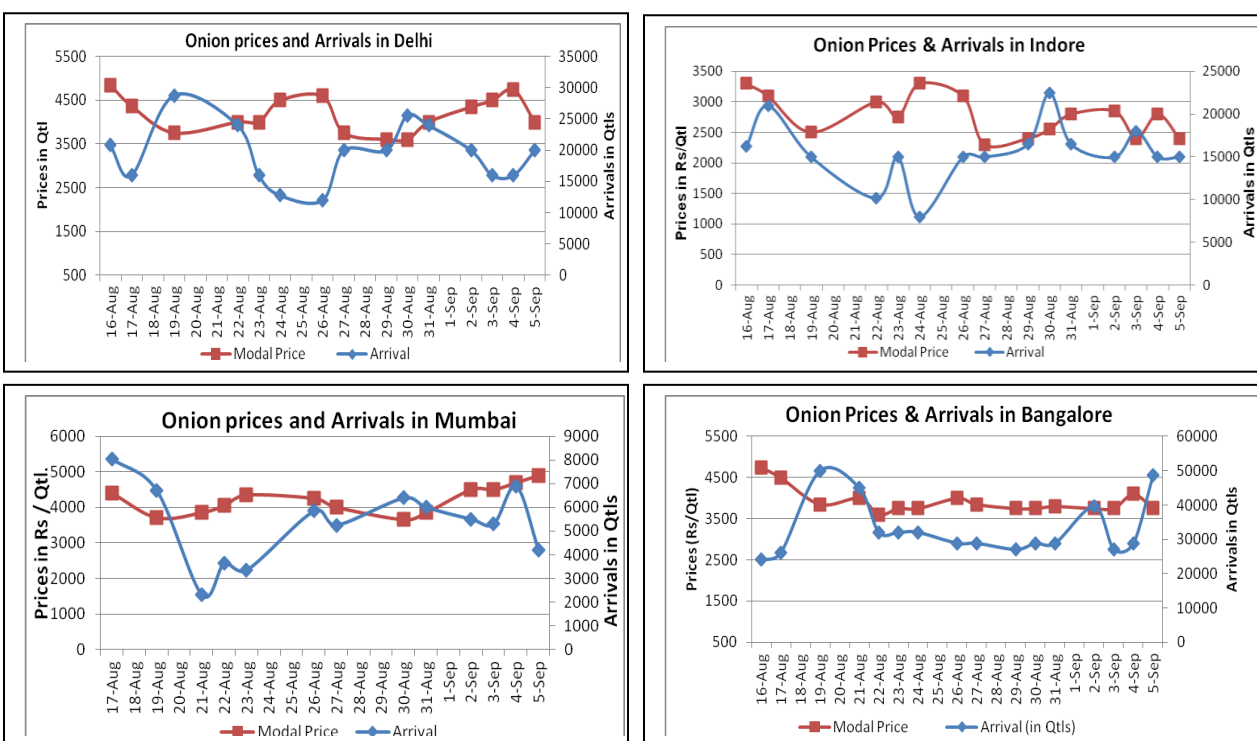 Onion prices and Arrivals in Delhi
Prices in Qtl
5500
4500
3500
2500
1500
500
35000
30000
25000
20000
15000
10000
5000
0
Arrivals in Qtls
16-Aug
17-Aug
18-Aug
19-Aug
20-Aug
21-Aug
22-Aug
23-Aug
24-Aug
25-Aug
26-Aug
27-Aug
28-Aug
29-Aug
30-Aug
31-Aug
1-Sep
2-Sep
3-Sep
4-Sep
5-Sep
Modal Price Arrival
Onion Prices & Arrivals in Indore
Prices in Rs/Qtl
3500
3000
2500
2000
1500
1000
500
0
25000
20000
15000
10000
5000
0
Arrivals in Qtls
16-Aug
17-Aug
18-Aug
19-Aug
20-Aug
21-Aug
22-Aug
23-Aug
24-Aug
25-Aug
26-Aug
27-Aug
28-Aug
29-Aug
30-Aug
31-Aug
1-Sep
2-Sep
3-Sep
4-Sep
5-Sep
Modal Price Arrival
Onion prices and Arrivals in Mumbai
Prices in Rs / Qtl.
6000
5000
4000
3000
2000
1000
0
9000
8000
7000
6000
5000
4000
3000
2000
1000
0
Arrivals in Qtls
17-Aug
18-Aug
19-Aug
20-Aug
21-Aug
22-Aug
23-Aug
24-Aug
25-Aug
26-Aug
27-Aug
28-Aug
29-Aug
30-Aug
31-Aug
1-Sep
2-Sep
3-Sep
4-Sep
5-Sep
Modal Price Arrival
Onion Prices & Arrivals in Bangalore
Prices (Rs/Qtl)
5500
4500
3500
2500
1500
500
60000
50000
40000
30000
20000
10000
0
Arrivals in Qtls
16-Aug
17-Aug
18-Aug
19-Aug
20-Aug
21-Aug
22-Aug
23-Aug
24-Aug
25-Aug
26-Aug
27-Aug
28-Aug
29-Aug
30-Aug
31-Aug
1-Sep
2-Sep
3-Sep
4-Sep
5-Sep
Modal Price Arrival (in Qtls)